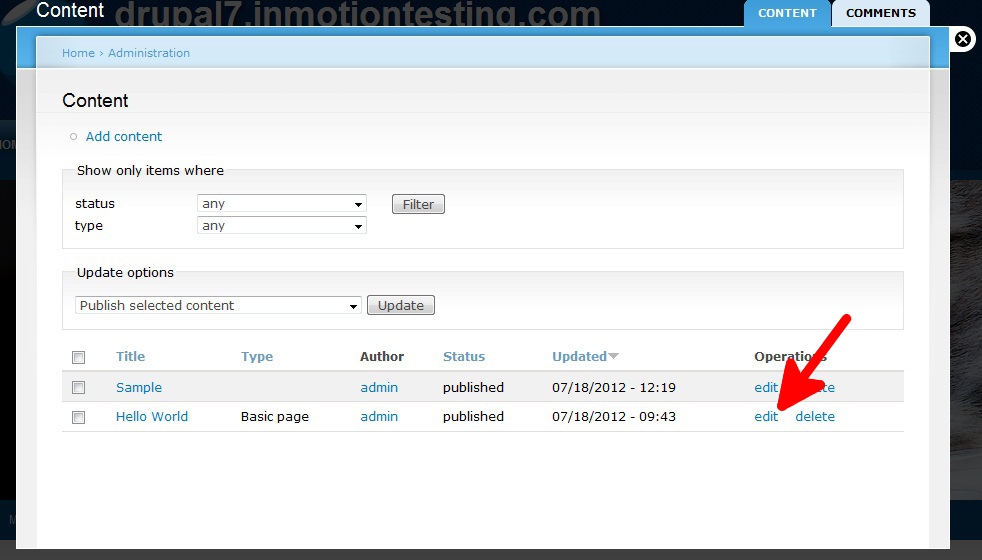 Content drupal7.inmotiontesting.com
CONTENT COMMENTS
Home › Administration
Content
Add content
Show only items where
status any Filter
type any
Update options
Publish selected content Update
Title Type Author Status Updated Operations
Sample admin published 07/18/2012 - 12:19 edit
Hello World Basic page admin published 07/18/2012 - 09:43 edit delete